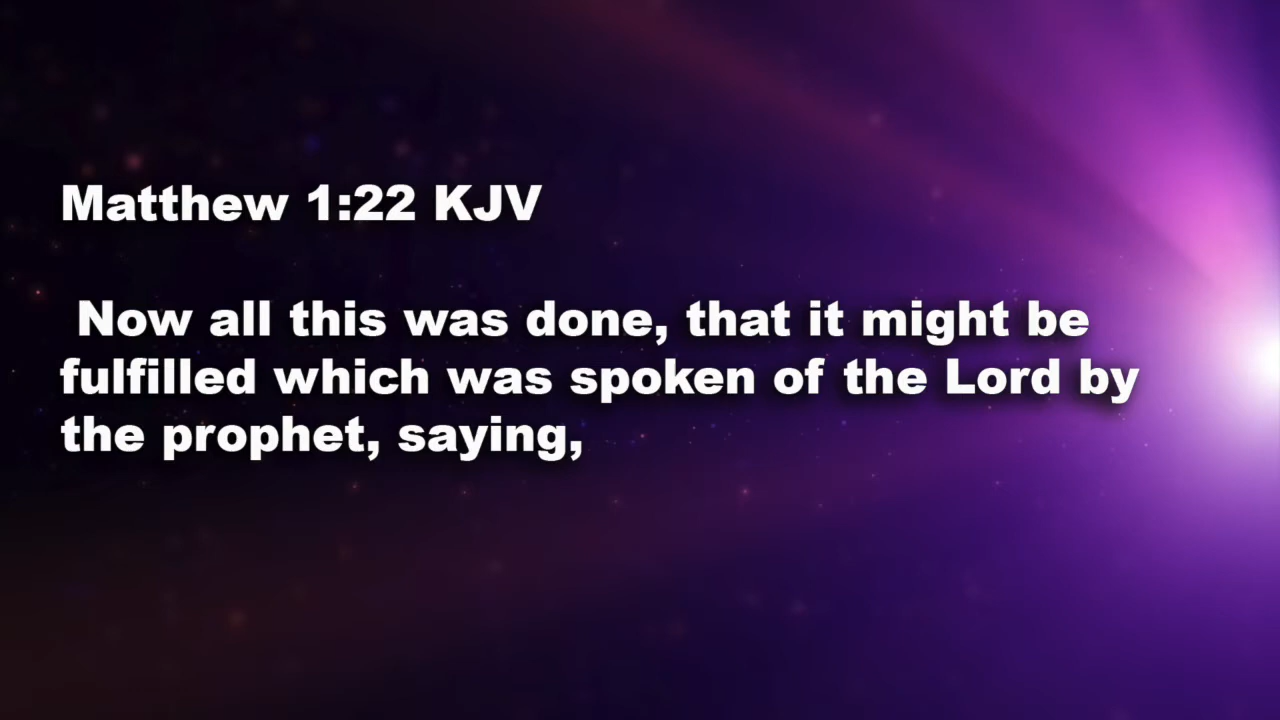 Matthew 1:22 KJV
Now all this was done, that it might be
fulfilled which was spoken of the Lord by
the prophet, saying,